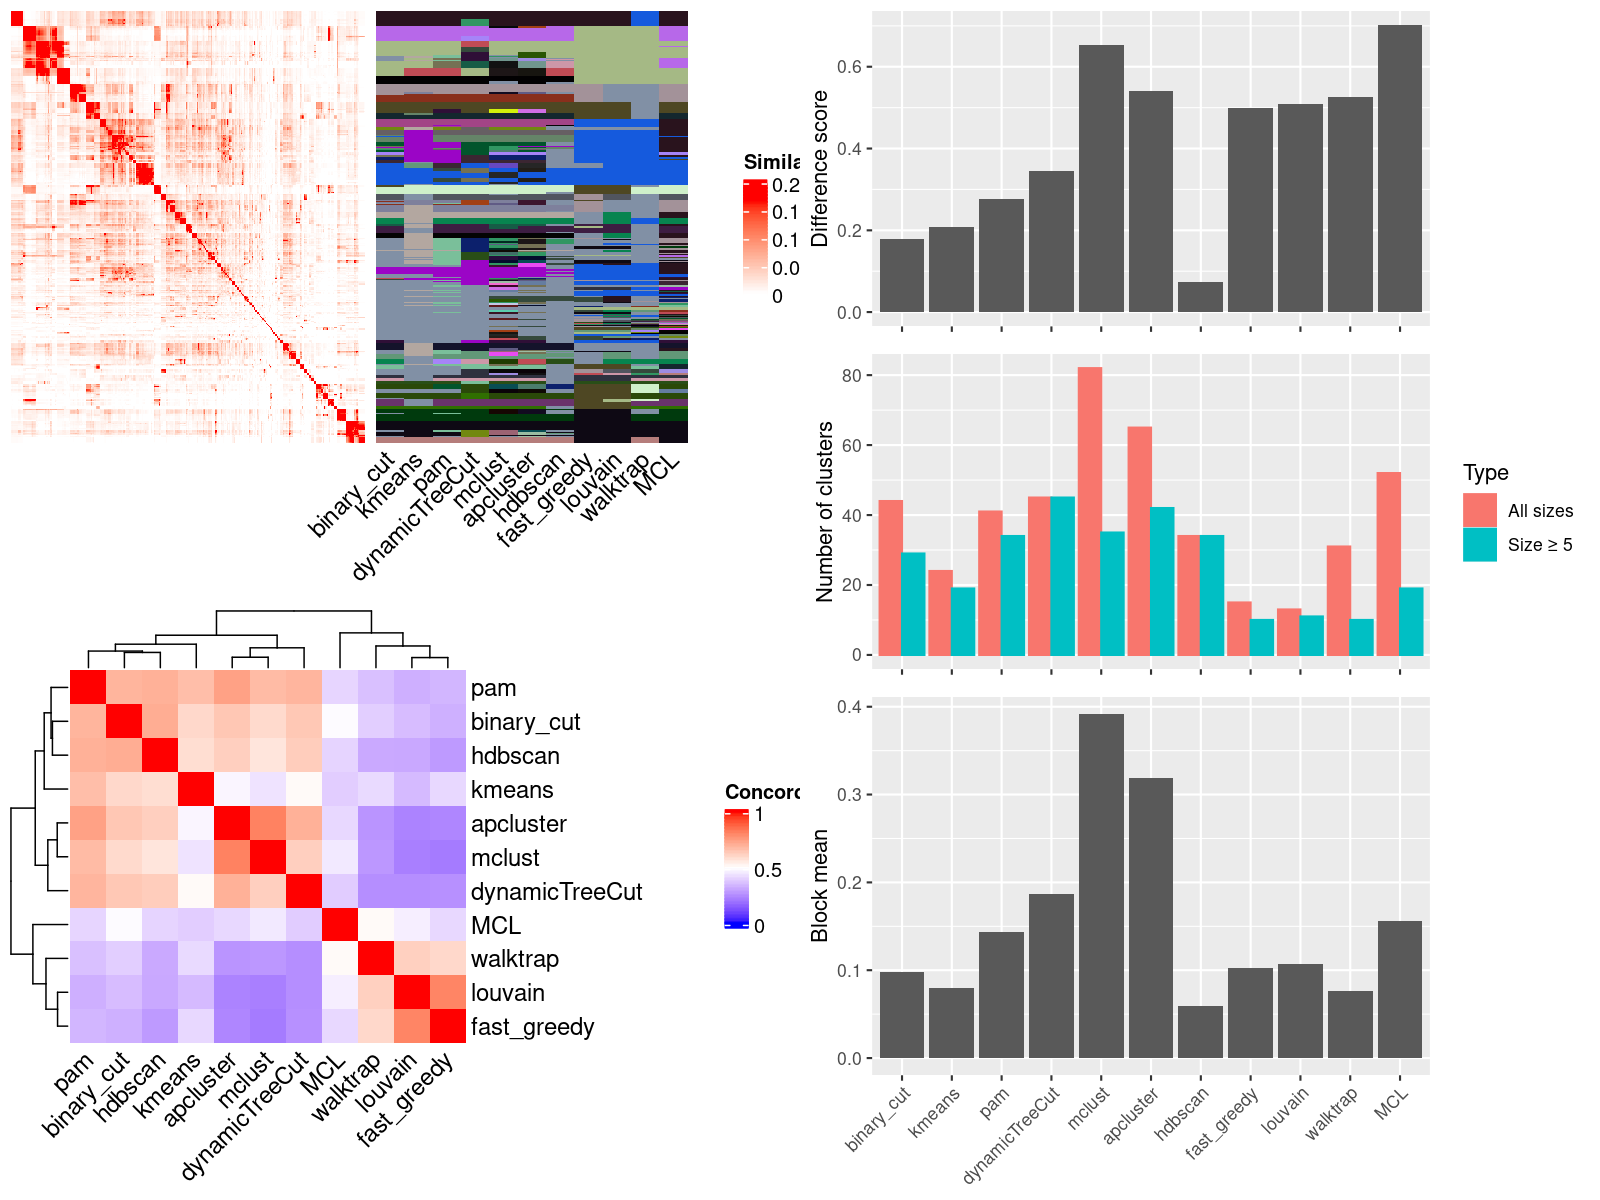 Simila
0.2
0.1
0.1
0.0
0
binary_cut
kmeans
pam
dynamicTreeCut
mclust
apcluster
hdbscan
fast_greedy
louvain
walktrap
MCL
pam
binary_cut
hdbscan
kmeans
apcluster
mclust
dynamicTreeCut
MCL
walktrap
louvain
fast_greedy
pam
binary_cut
hdbscan
kmeans
apcluster
mclust
dynamicTreeCut
MCL
walktrap
louvain
fast_greedy
Concord
1
0.5
0
Difference score
0.6
0.4
0.2
0.0
Number of clusters
80
60
40
20
0
Type
All sizes
Size ≥ 5
Block mean
0.4
0.3
0.2
0.1
0.0
binary_cut
kmeans
pam
dynamicTreeCut
mclust
apcluster
hdbscan
fast_greedy
louvain
walktrap
MCL